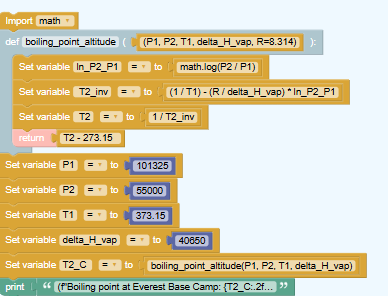 Import math
def boiling_point_altitude ( (P1, P2, T1, delta_H_vap, R=8.314) ):
Set variable ln_P2_P1 = to math.log(P2 / P1)
Set variable T2_inv = to (1 / T1) - (R / delta_H_vap) * ln_P2_P1
Set variable T2 = to 1 / T2_inv
return T2 - 273.15
Set variable P1 = to 101325
Set variable P2 = to 55000
Set variable T1 = to 373.15
Set variable delta_H_vap = to 40650
Set variable T2_C = to boiling_point_altitude(P1, P2, T1, delta_H_vap)
print “ (f"Boiling point at Everest Base Camp: {T2_C:.2f... ”